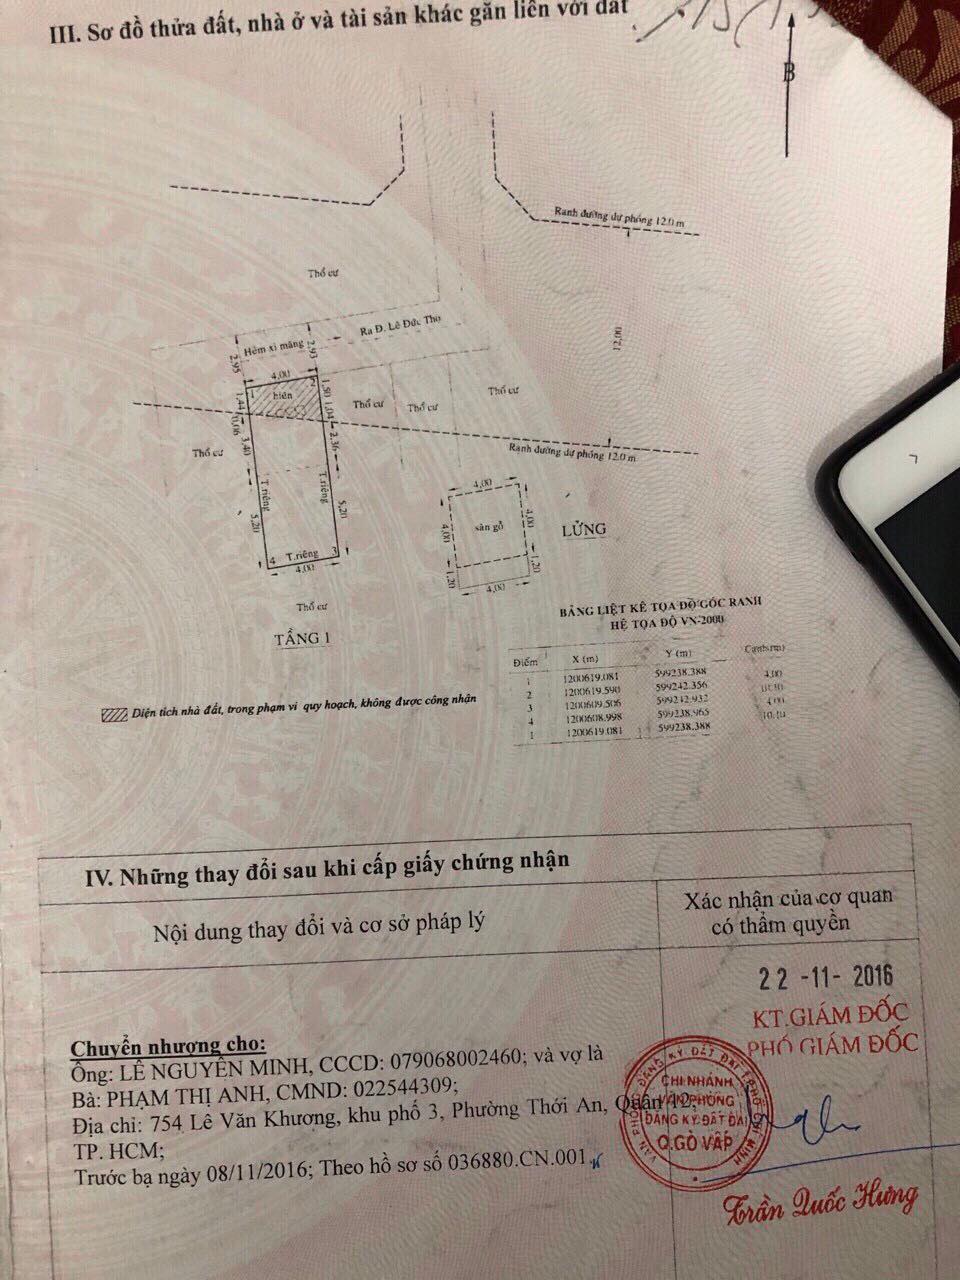 III. Sơ đồ thửa đất, nhà ở và tài sản khác gắn liền với đất
B
Ranh đường dự phóng 12.0 m
Thổ cư
Hẻm xi măng
Ra Đ. Lê Đức Thọ
2,95
2,93
12,00
4,00
1
2
hiên
1,44
1,50
1,04
2,36
3,40
Thổ cư
Thổ cư
Thổ cư
Thổ cư
Ranh đường dự phóng 12.0 m
T.riêng
T.riêng
5,20
5,20
4
T.riêng
3
4,00
Thổ cư
TẦNG 1
4,00
4,00
sàn gỗ
4,00
1,20
1,20
4,00
LỬNG
BẢNG LIỆT KÊ TỌA ĐỘ GÓC RANH
HỆ TỌA ĐỘ VN-2000
Điểm X (m) Y (m)
1 1200619.081 599238.388
2 1200619.590 599242.356 4.00
3 1200609.506 599242.932
4 1200608.998 599238.965 4.00
1 1200619.081 599238.388
Diện tích nhà đất, trong phạm vi quy hoạch, không được công nhận
IV. Những thay đổi sau khi cấp giấy chứng nhận
Nội dung thay đổi và cơ sở pháp lý
Xác nhận của cơ quan
có thẩm quyền
22 -11- 2016
KT.GIÁM ĐỐC
PHÓ GIÁM ĐỐC
Chuyển nhượng cho:
Ông: LÊ NGUYÊN MINH, CCCD: 079068002460; và vợ là
Bà: PHẠM THỊ ANH, CMND: 022544309;
Địa chỉ: 754 Lê Văn Khương, khu phố 3, Phường Thới An, Quận 12,
TP. HCM;
Trước bạ ngày 08/11/2016; Theo hồ sơ số 036880.CN.001
CHI NHÁNH
VĂN PHÒNG
ĐĂNG KÝ ĐẤT ĐAI
Q.GÒ VẤP
Trần Quốc Hưng